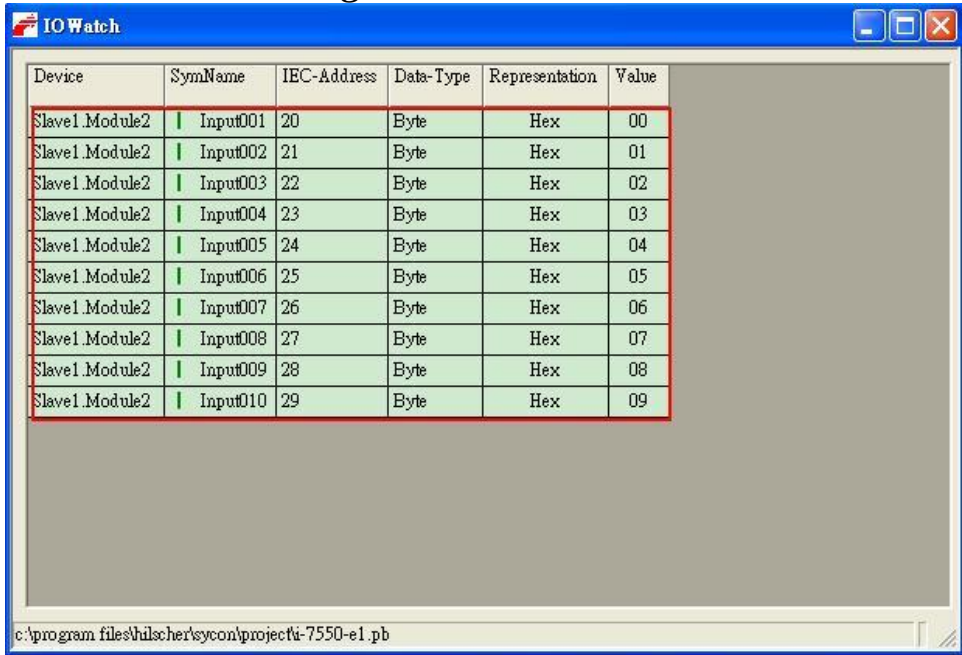 IO Watch
Device SymName IEC-Address Data-Type Representation Value
Slave1.Module2 Input001 20 Byte Hex 00
Slave1.Module2 Input002 21 Byte Hex 01
Slave1.Module2 Input003 22 Byte Hex 02
Slave1.Module2 Input004 23 Byte Hex 03
Slave1.Module2 Input005 24 Byte Hex 04
Slave1.Module2 Input006 25 Byte Hex 05
Slave1.Module2 Input007 26 Byte Hex 06
Slave1.Module2 Input008 27 Byte Hex 07
Slave1.Module2 Input009 28 Byte Hex 08
Slave1.Module2 Input010 29 Byte Hex 09
c:\program files\hilscher\sycon\project\i-7550-e1.pb